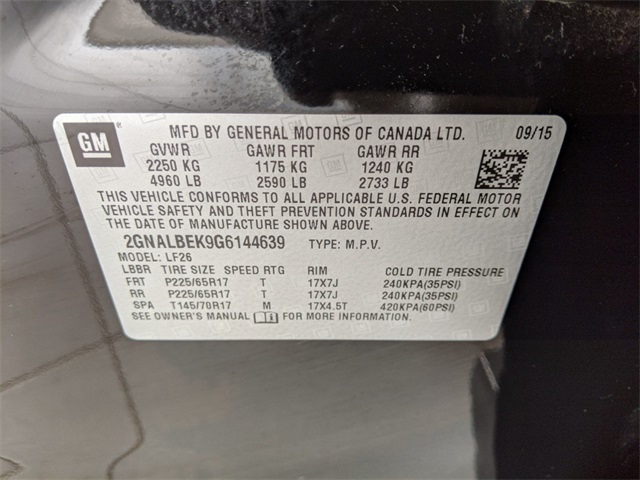 GM
MFD BY GENERAL MOTORS OF CANADA LTD. 09/15
GVWR GAWR FRT GAWR RR
2250 KG 1175 KG 1240 KG
4960 LB 2590 LB 2733 LB
THIS VEHICLE CONFORMS TO ALL APPLICABLE U.S. FEDERAL MOTOR
VEHICLE SAFETY AND THEFT PREVENTION STANDARDS IN EFFECT ON
THE DATE OF MANUFACTURE SHOWN ABOVE.
2GNALBEK9G6144639 TYPE: M.P.V.
MODEL: LF26
LBBR TIRE SIZE SPEED RTG RIM COLD TIRE PRESSURE
FRT P225/65R17 T 17X7J 240KPA(35PSI)
RR P225/65R17 T 17X7J 240KPA(35PSI)
SPA T145/70R17 M 17X4.5T 420KPA(60PSI)
SEE OWNER'S MANUAL FOR MORE INFORMATION